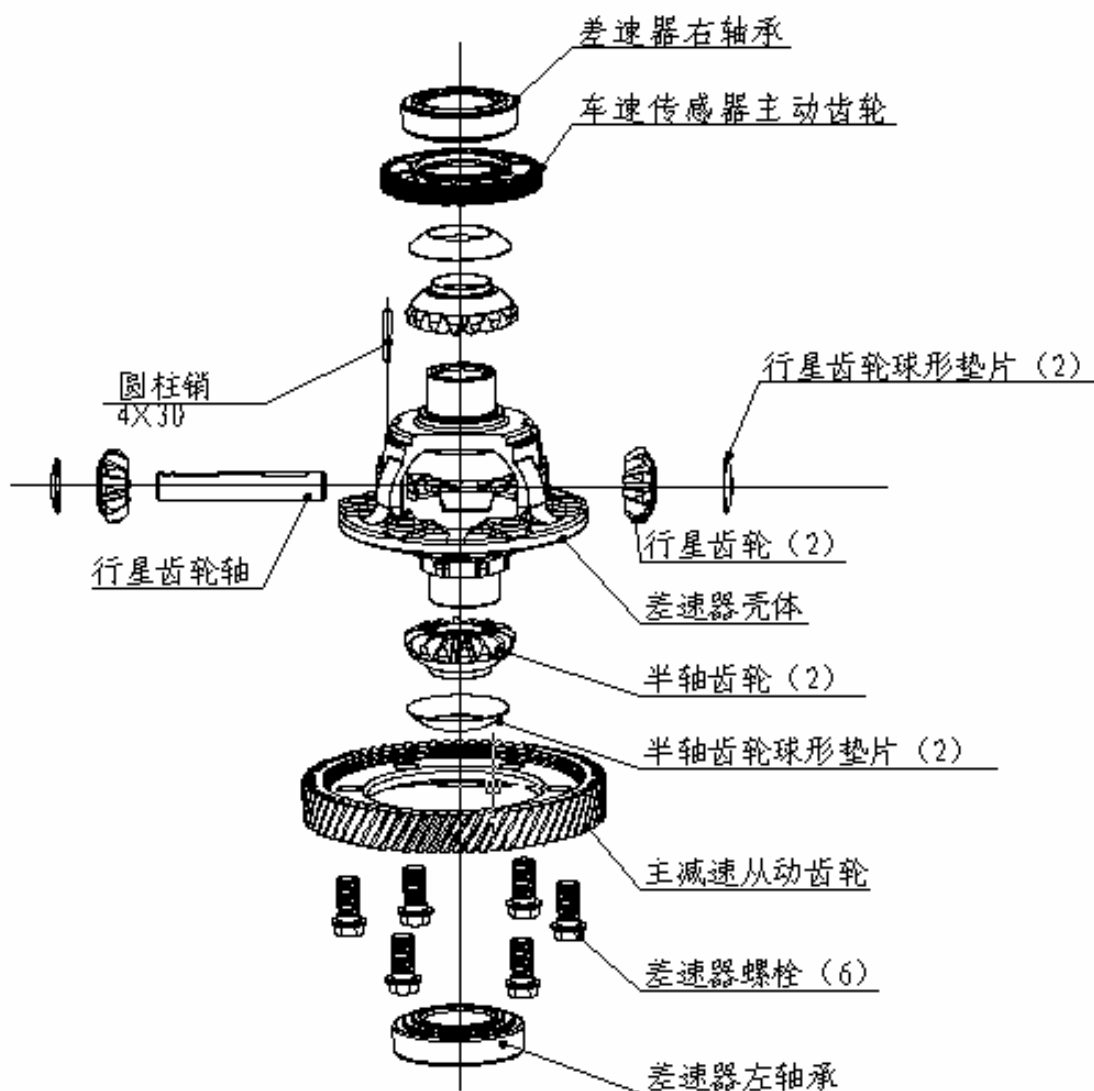 差速器右轴承
车速传感器主动齿轮
圆柱销
4X30
行星齿轮球形垫片（2）
行星齿轮（2）
行星齿轮轴
差速器壳体
半轴齿轮（2）
半轴齿轮球形垫片（2）
主减速从动齿轮
差速器螺栓（6）
差速器左轴承